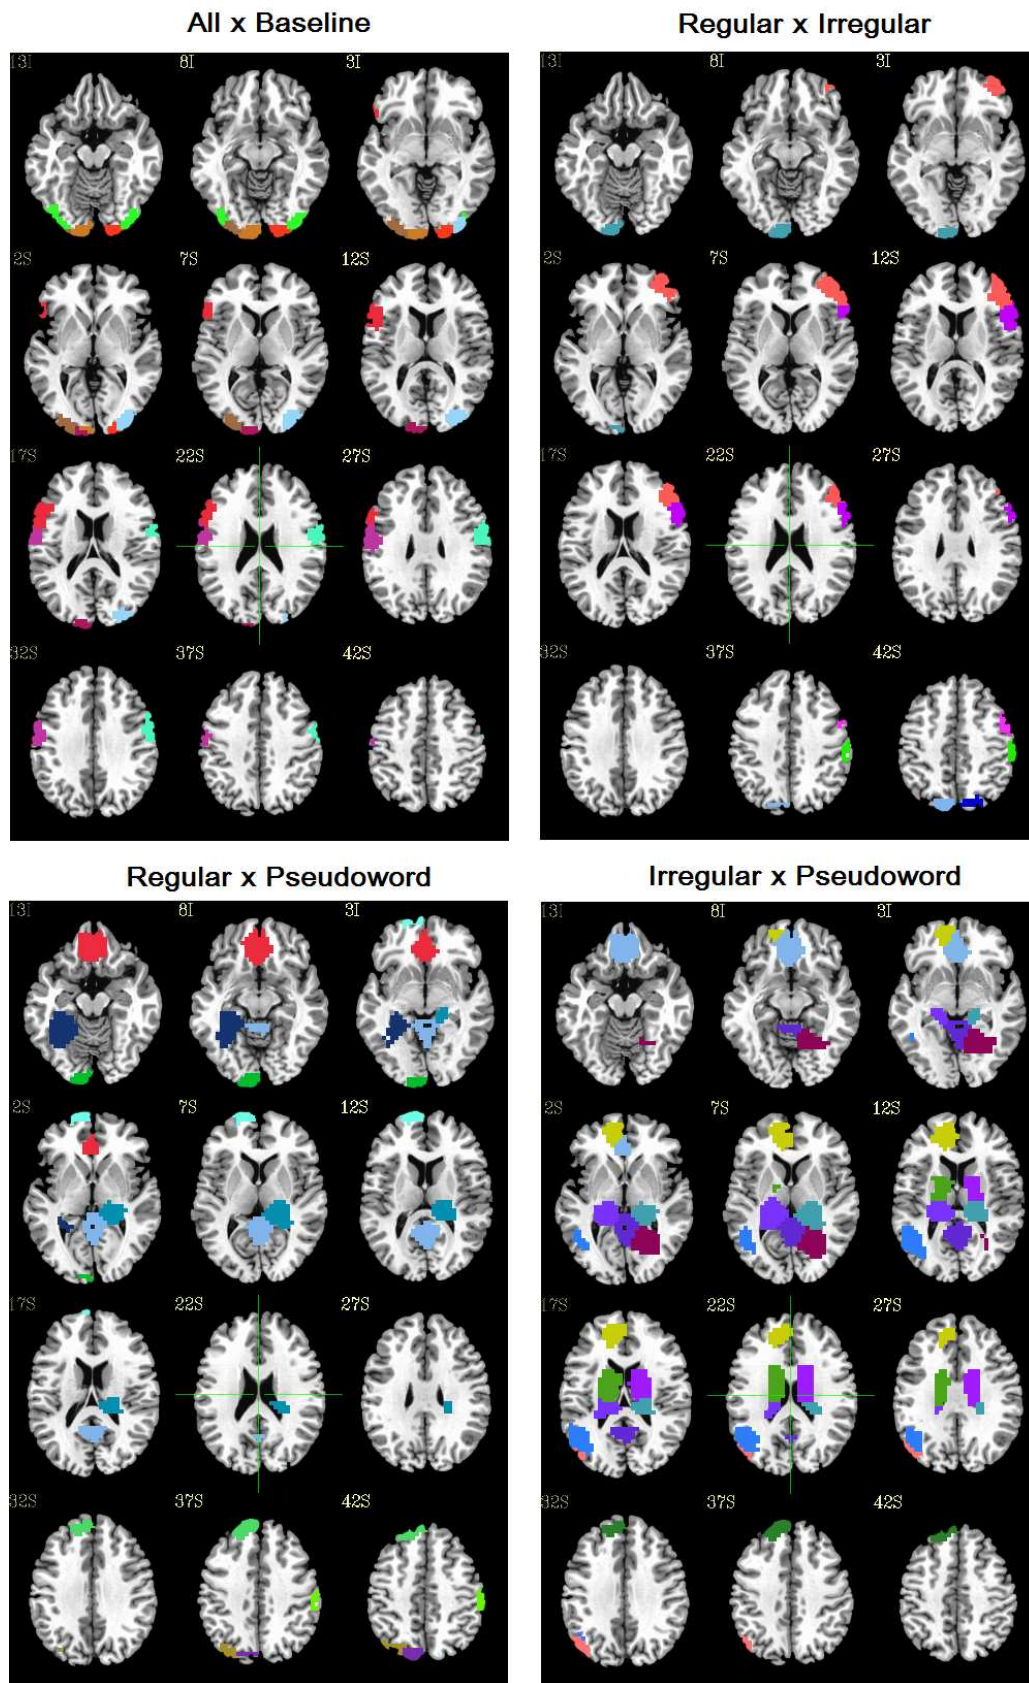 All x Baseline
Regular x Irregular
13I 8I 3I
13I 8I 3I
2S 7S 12S
2S 7S 12S
17S 22S 27S
17S 22S 27S
32S 37S 42S
32S 37S 42S
Regular x Pseudoword
Irregular x Pseudoword
13I 8I 3I
13I 8I 3I
2S 7S 12S
2S 7S 12S
17S 22S 27S
17S 22S 27S
32S 37S 42S
32S 37S 42S